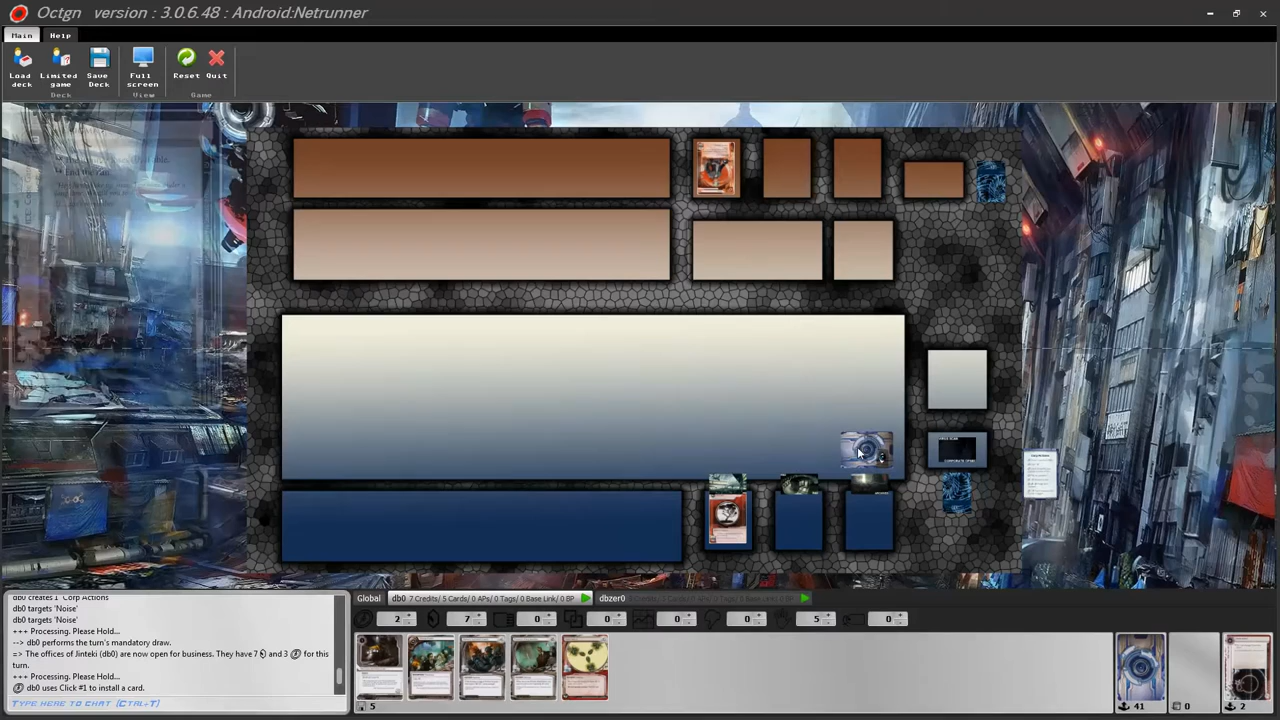 Octgn version : 3.0.6.48 : Android:Netrunner
Main Help
Load deck
Limited game
Save Deck
Full screen
Reset
Quit
Deck
View
Game
End the run
db0 creates 1 Corp Actions
db0 targets 'Noise'
db0 targets 'Noise'
+++ Processing. Please Hold...
--> db0 performs the turn's mandatory draw.
=> The offices of Jinteki (db0) are now open for business. They have 7 and 3 for this
turn.
+++ Processing. Please Hold...
db0 uses Click #1 to install a card.
Type here to chat (Ctrl+T)
Global db0 7 Credits/ 5 Cards/ 0 APs/ 0 Tags/ 0 Base Link/ 0 BP dbzer0
2 7 0 0 0 0 5 0
5
41 0 2